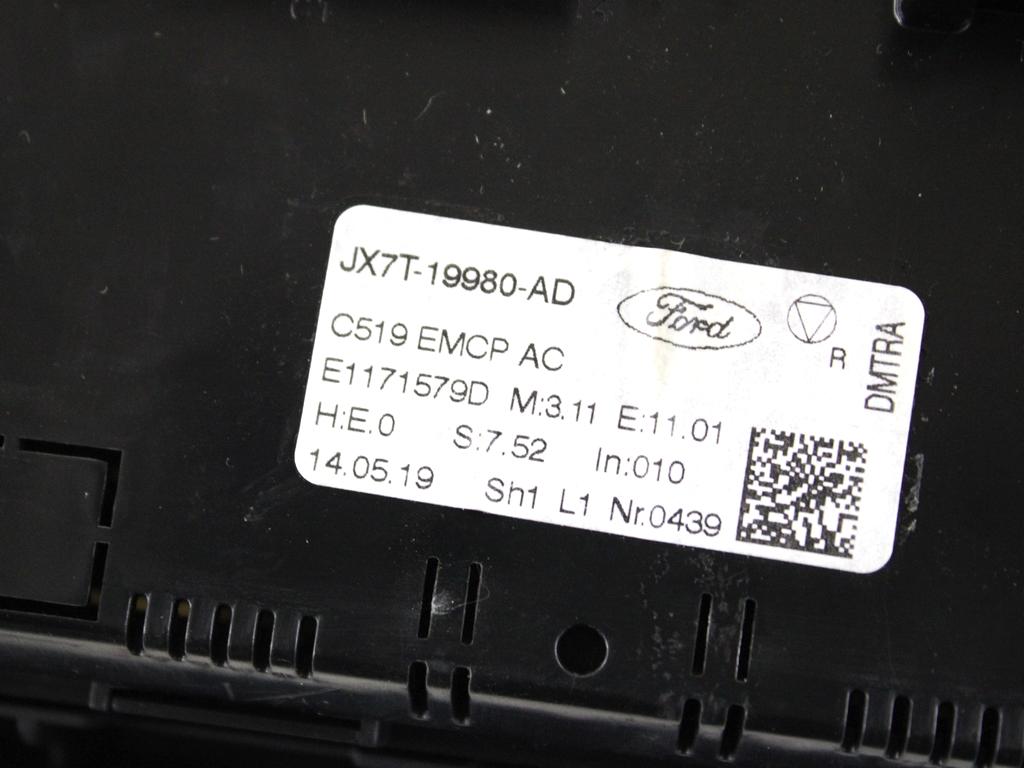 JX7T-19980-AD
Ford
R
DMTRA
C519 EMCP AC
E1171579D M:3.11 E:11.01
H:E.0 S:7.52 In:010
14.05.19 Sh1 L1 Nr.0439